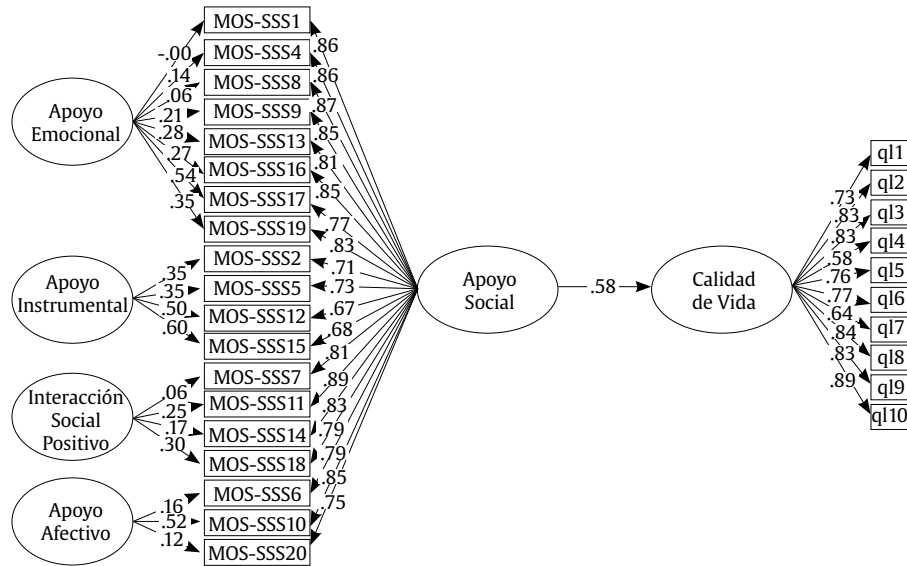 Apoyo
Emocional
-.00
.14
.06
.21
.28
.27
.54
.35
MOS-SSS1
MOS-SSS4
MOS-SSS8
MOS-SSS9
MOS-SSS13
MOS-SSS16
MOS-SSS17
MOS-SSS19
Apoyo
Instrumental
.35
.35
.50
.60
MOS-SSS2
MOS-SSS5
MOS-SSS12
MOS-SSS15
Interacción
Social
Positivo
.06
.25
.17
.30
MOS-SSS7
MOS-SSS11
MOS-SSS14
MOS-SSS18
Apoyo
Afectivo
.16
.52
.12
MOS-SSS6
MOS-SSS10
MOS-SSS20
.86
.86
.87
.85
.81
.85
.77
.83
.71
.73
.67
.68
.81
.89
.83
.79
.79
.85
.75
Apoyo
Social
.58
Calidad
de Vida
.73
.83
.83
.58
.76
.77
.64
.84
.83
.89
ql1
ql2
ql3
ql4
ql5
ql6
ql7
ql8
ql9
ql10